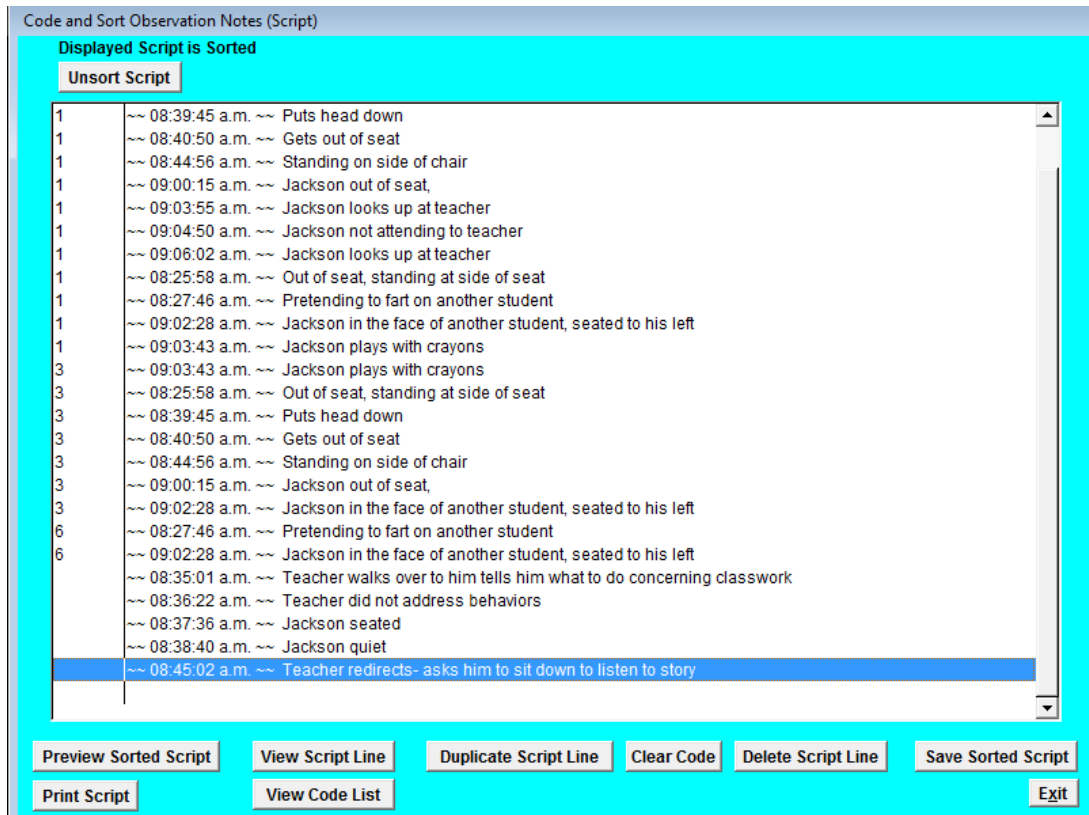 Code and Sort Observation Notes (Script)
Displayed Script is Sorted
Unsort Script
1 ~~ 08:39:45 a.m. ~~ Puts head down
1 ~~ 08:40:50 a.m. ~~ Gets out of seat
1 ~~ 08:44:56 a.m. ~~ Standing on side of chair
1 ~~ 09:00:15 a.m. ~~ Jackson out of seat,
1 ~~ 09:03:55 a.m. ~~ Jackson looks up at teacher
1 ~~ 09:04:50 a.m. ~~ Jackson not attending to teacher
1 ~~ 09:06:02 a.m. ~~ Jackson looks up at teacher
1 ~~ 08:25:58 a.m. ~~ Out of seat, standing at side of seat
1 ~~ 08:27:46 a.m. ~~ Pretending to fart on another student
1 ~~ 09:02:28 a.m. ~~ Jackson in the face of another student, seated to his left
1 ~~ 09:03:43 a.m. ~~ Jackson plays with crayons
3 ~~ 09:03:43 a.m. ~~ Jackson plays with crayons
3 ~~ 08:25:58 a.m. ~~ Out of seat, standing at side of seat
3 ~~ 08:39:45 a.m. ~~ Puts head down
3 ~~ 08:40:50 a.m. ~~ Gets out of seat
3 ~~ 08:44:56 a.m. ~~ Standing on side of chair
3 ~~ 09:00:15 a.m. ~~ Jackson out of seat,
3 ~~ 09:02:28 a.m. ~~ Jackson in the face of another student, seated to his left
6 ~~ 08:27:46 a.m. ~~ Pretending to fart on another student
6 ~~ 09:02:28 a.m. ~~ Jackson in the face of another student, seated to his left
~~ 08:35:01 a.m. ~~ Teacher walks over to him tells him what to do concerning classwork
~~ 08:36:22 a.m. ~~ Teacher did not address behaviors
~~ 08:37:36 a.m. ~~ Jackson seated
~~ 08:38:40 a.m. ~~ Jackson quiet
~~ 08:45:02 a.m. ~~ Teacher redirects- asks him to sit down to listen to story
Preview Sorted Script View Script Line Duplicate Script Line Clear Code Delete Script Line Save Sorted Script
Print Script View Code List Exit